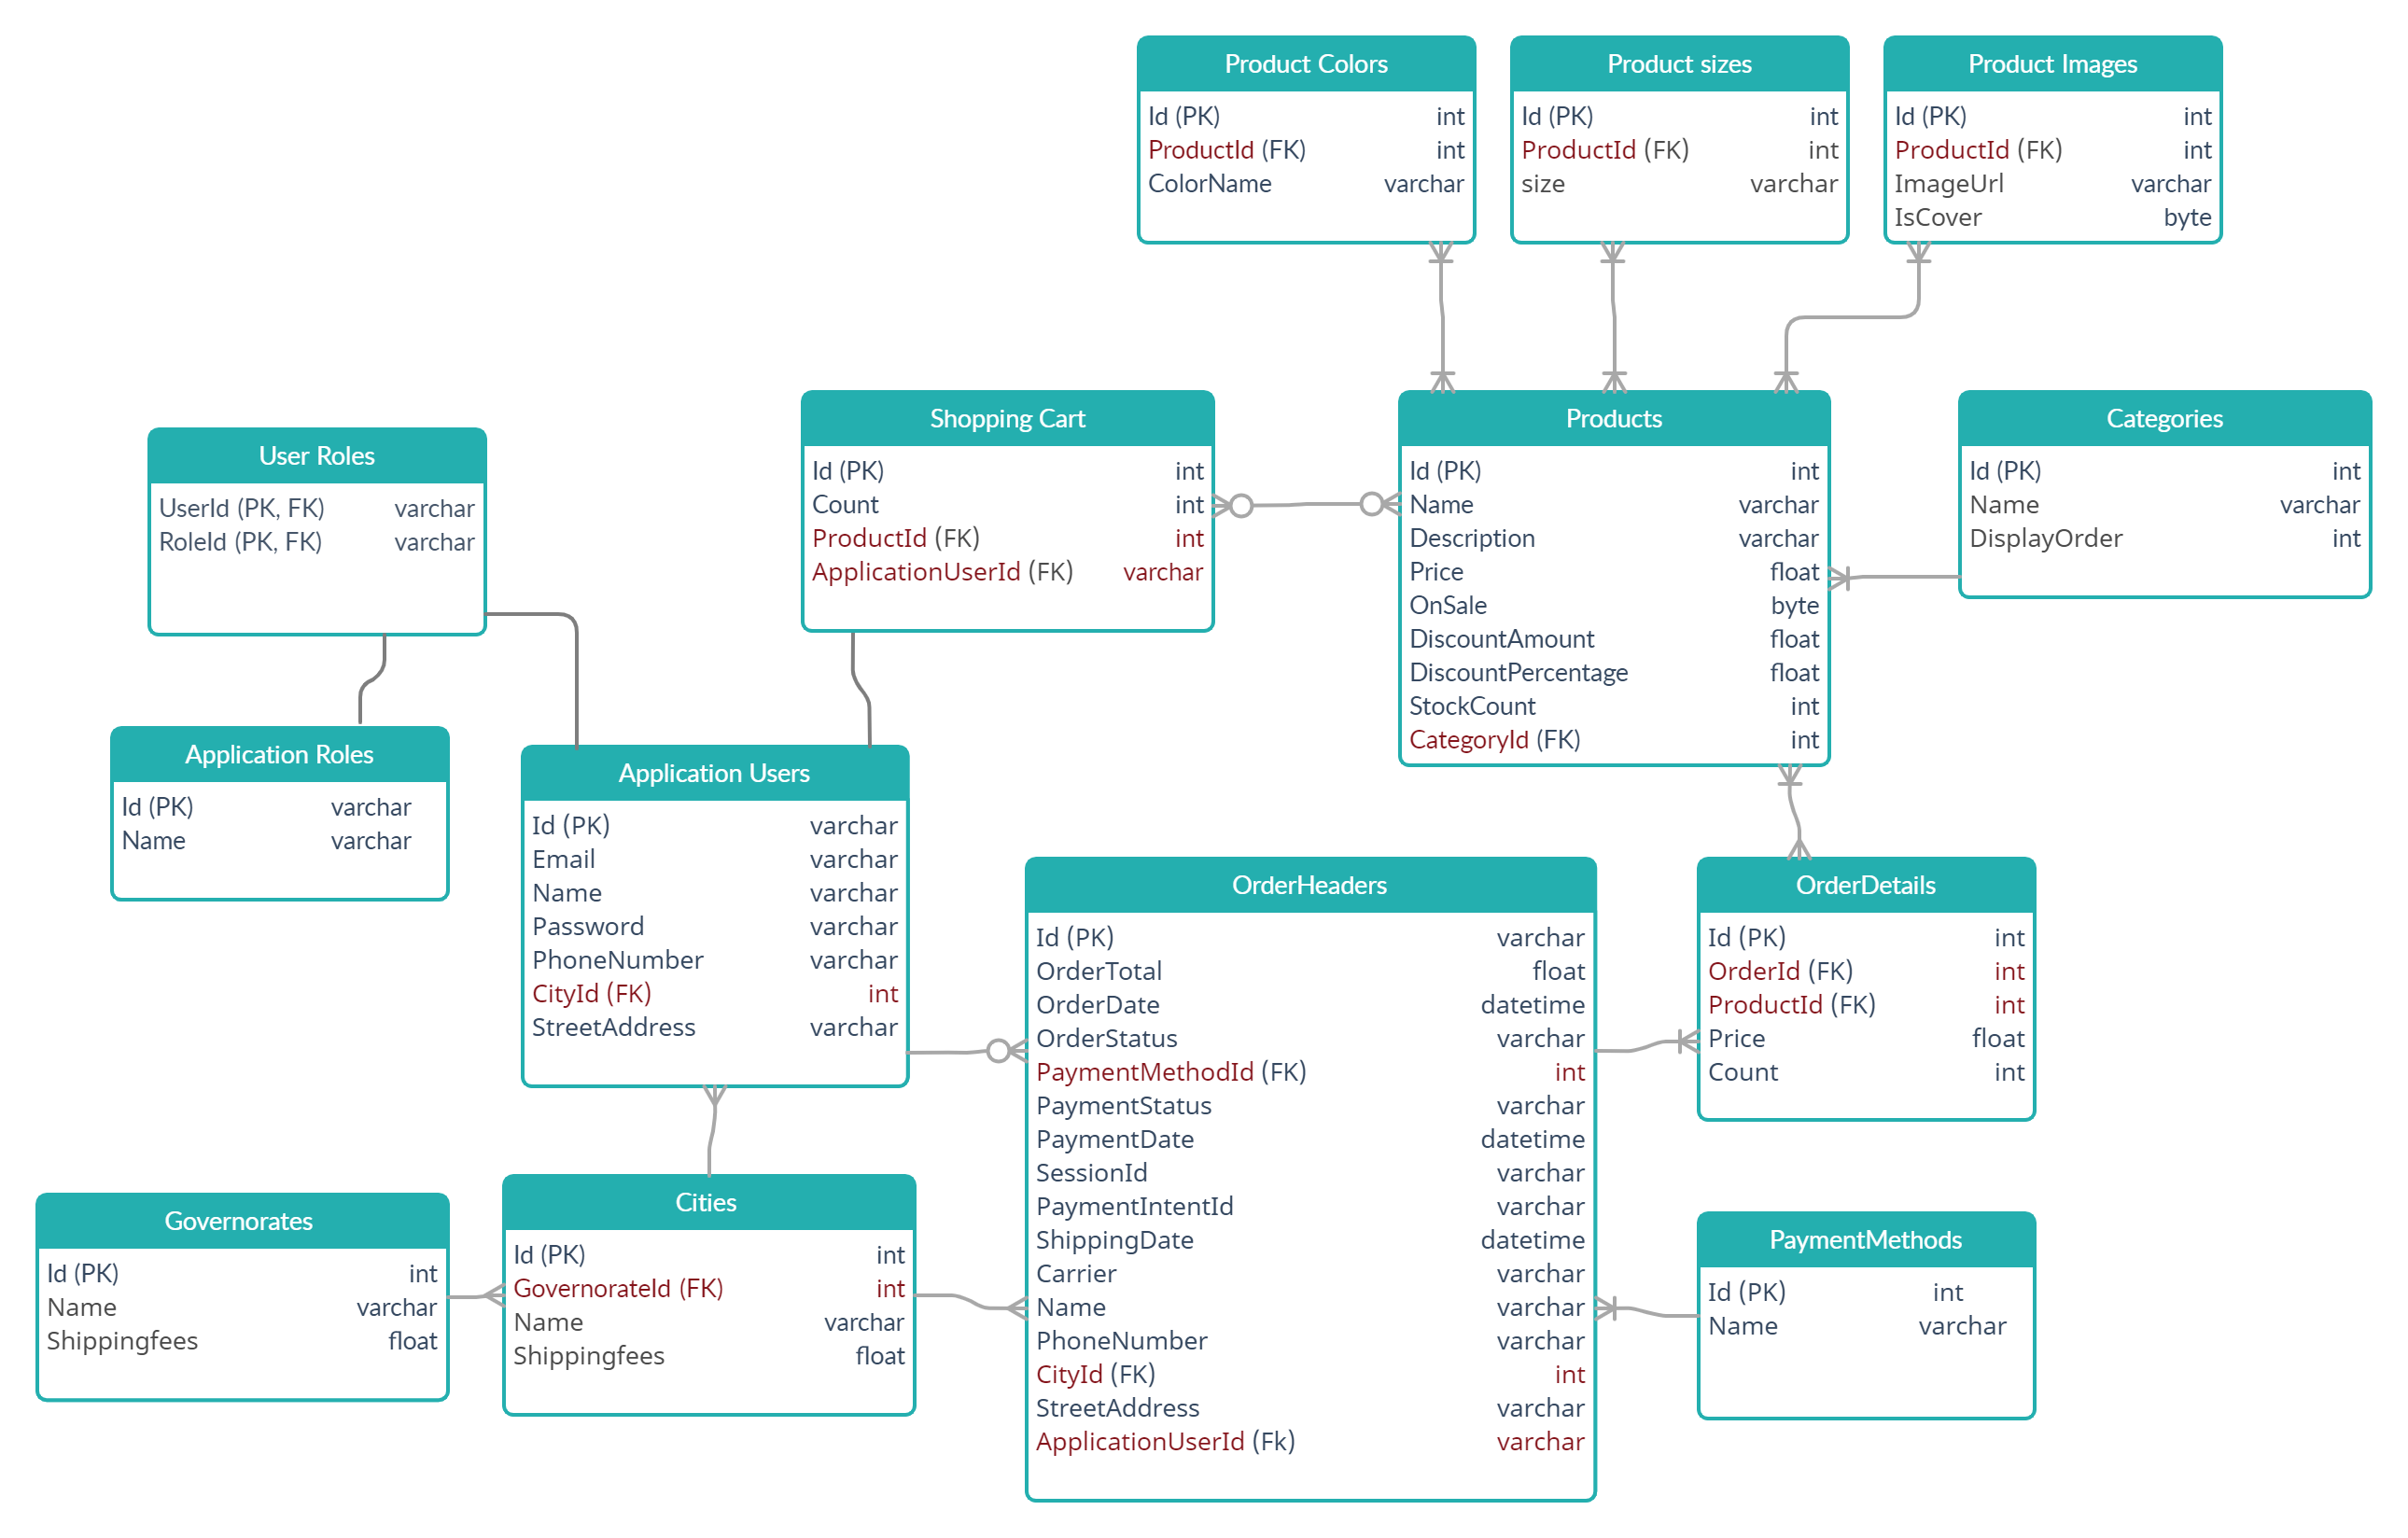 Product Colors
Id (PK) int
ProductId (FK) int
ColorName varchar
Product sizes
Id (PK) int
ProductId (FK) int
size varchar
Product Images
Id (PK) int
ProductId (FK) int
ImageUrl varchar
IsCover byte
User Roles
UserId (PK, FK) varchar
RoleId (PK, FK) varchar
Shopping Cart
Id (PK) int
Count int
ProductId (FK) int
ApplicationUserId (FK) varchar
Products
Id (PK) int
Name varchar
Description varchar
Price float
OnSale byte
DiscountAmount float
DiscountPercentage float
StockCount int
CategoryId (FK) int
Categories
Id (PK) int
Name varchar
DisplayOrder int
Application Roles
Id (PK) varchar
Name varchar
Application Users
Id (PK) varchar
Email varchar
Name varchar
Password varchar
PhoneNumber varchar
CityId (FK) int
StreetAddress varchar
OrderHeaders
Id (PK) varchar
OrderTotal float
OrderDate datetime
OrderStatus varchar
PaymentMethodId (FK) int
PaymentStatus varchar
PaymentDate datetime
SessionId varchar
PaymentIntentId varchar
ShippingDate datetime
Carrier varchar
Name varchar
PhoneNumber varchar
CityId (FK) int
StreetAddress varchar
ApplicationUserId (Fk) varchar
OrderDetails
Id (PK) int
OrderId (FK) int
ProductId (FK) int
Price float
Count int
Governorates
Id (PK) int
Name varchar
Shippingfees float
Cities
Id (PK) int
GovernorateId (FK) int
Name varchar
Shippingfees float
PaymentMethods
Id (PK) int
Name varchar